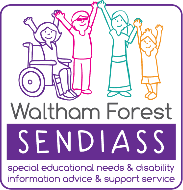 Waltham Forest
SENDIASS
special educational needs & disability
information advice & support service